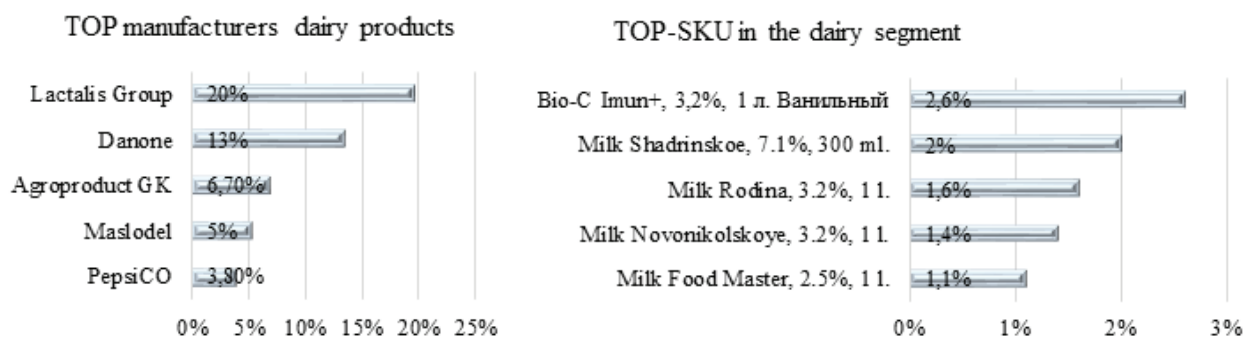 TOP manufacturers dairy products
Lactalis Group 20%
Danone 13%
Agroproduct GK 6,70%
Maslodel 5%
PepsiCO 3,80%
0% 5% 10% 15% 20% 25%
TOP-SKU in the dairy segment
Bio-C Imun+, 3,2%, 1 л. Ванильный 2,6%
Milk Shadrinskoe, 7.1%, 300 ml. 2%
Milk Rodina, 3.2%, 1 l. 1,6%
Milk Novonikolskoye, 3.2%, 1 l. 1,4%
Milk Food Master, 2.5%, 1 l. 1,1%
0% 1% 2% 3%